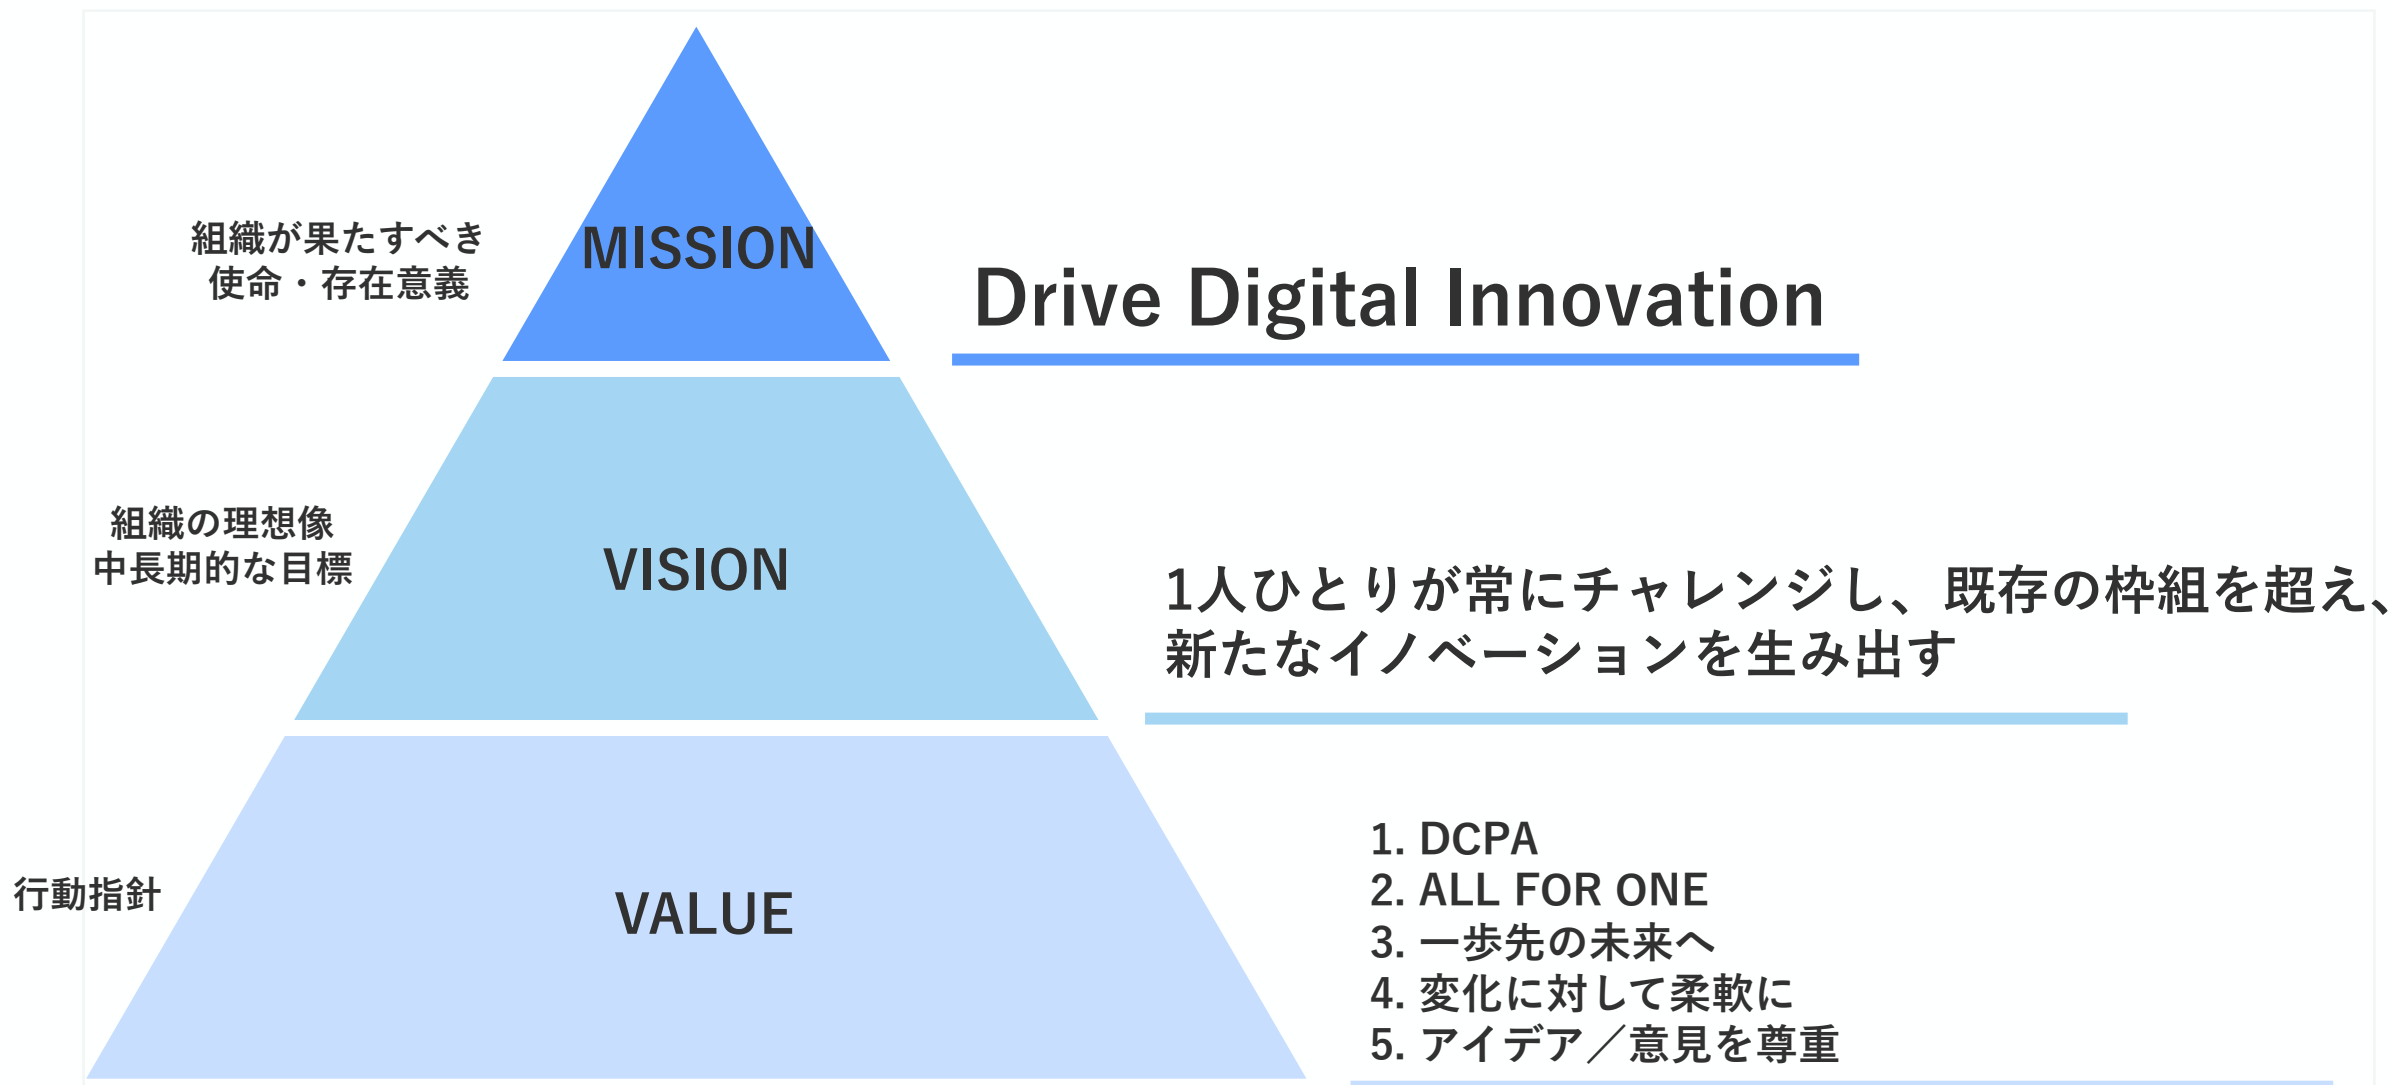 組織が果たすべき
使命・存在意義
MISSION
Drive Digital Innovation
組織の理想像
中長期的な目標
VISION
1人ひとりが常にチャレンジし、既存の枠組を超え、
新たなイノベーションを生み出す
行動指針
VALUE
1. DCPA
2. ALL FOR ONE
3. 一歩先の未来へ
4. 変化に対して柔軟に
5. アイデア／意見を尊重